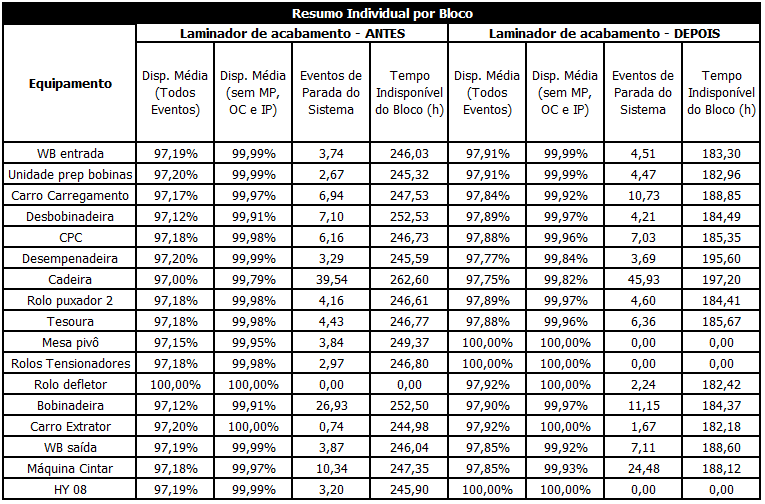 Resumo Individual por Bloco
Laminador de acabamento - ANTES Laminador de acabamento - DEPOIS
Equipamento Disp. Média (Todos Eventos) Disp. Média (sem MP, OC e IP) Eventos de Parada do Sistema Tempo Indisponível do Bloco (h) Disp. Média (Todos Eventos) Disp. Média (sem MP, OC e IP) Eventos de Parada do Sistema Tempo Indisponível do Bloco (h)
WB entrada 97,19% 99,99% 3,74 246,03 97,91% 99,99% 4,51 183,30
Unidade prep bobinas 97,20% 99,99% 2,67 245,32 97,91% 99,99% 4,47 182,96
Carro Carregamento 97,17% 99,97% 6,94 247,53 97,84% 99,92% 10,73 188,85
Desbobinadeira 97,12% 99,91% 7,10 252,53 97,89% 99,97% 4,21 184,49
CPC 97,18% 99,98% 6,16 246,73 97,88% 99,96% 7,03 185,35
Desempenadeira 97,20% 99,99% 3,29 245,59 97,77% 99,84% 3,69 195,60
Cadeira 97,00% 99,79% 39,54 262,60 97,75% 99,82% 45,93 197,20
Rolo puxador 2 97,18% 99,98% 4,16 246,61 97,89% 99,97% 4,60 184,41
Tesoura 97,18% 99,98% 4,43 246,77 97,88% 99,96% 6,36 185,67
Mesa pivô 97,15% 99,95% 3,84 249,37 100,00% 100,00% 0,00 0,00
Rolos Tensionadores 97,18% 99,98% 2,97 246,80 100,00% 100,00% 0,00 0,00
Rolo defletor 100,00% 100,00% 0,00 0,00 97,92% 100,00% 2,24 182,42
Bobinadeira 97,12% 99,91% 26,93 252,50 97,90% 99,97% 11,15 184,37
Carro Extrator 97,20% 100,00% 0,74 244,98 97,92% 100,00% 1,67 182,18
WB saída 97,19% 99,99% 3,87 246,04 97,85% 99,92% 7,11 188,60
Máquina Cintar 97,18% 99,97% 10,34 247,35 97,85% 99,93% 24,48 188,12
HY 08 97,19% 99,99% 3,20 245,90 100,00% 100,00% 0,00 0,00